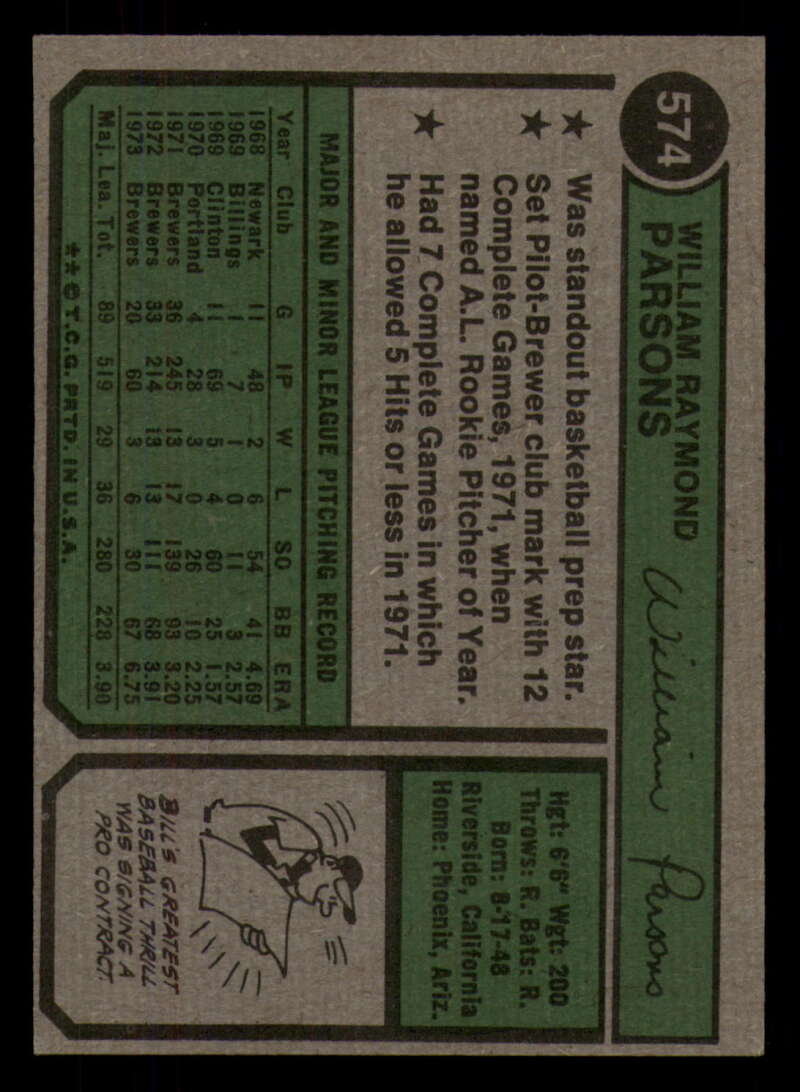 574
WILLIAM RAYMOND
PARSONS
William Parsons
★ Was standout basketball prep star.
★ Set Pilot-Brewer club mark with 12
Complete Games, 1971, when
named A.L. Rookie Pitcher of Year.
★ Had 7 Complete Games in which
he allowed 5 Hits or less in 1971.
MAJOR AND MINOR LEAGUE PITCHING RECORD
Year Club G IP W L SO BB ERA
1968 Newark 11 48 2 6 54 41 4.69
1969 Billings 1 7 1 0 11 3 2.57
1969 Clinton 11 69 5 4 60 25 1.57
1970 Portland 4 28 3 0 26 10 2.25
1971 Brewers 36 245 13 17 139 93 3.20
1972 Brewers 33 214 13 13 111 68 3.91
1973 Brewers 20 60 3 6 30 67 6.75
Maj. Lea. Tot. 89 519 29 36 280 228 3.90
**© T.C.G. PRTD. IN U.S.A.
Hgt: 6'6" Wgt: 200
Throws: R. Bats: R.
Born: 8-17-48
Riverside, California
Home: Phoenix, Ariz.
BILL'S GREATEST
BASEBALL THRILL
WAS SIGNING A
PRO CONTRACT.